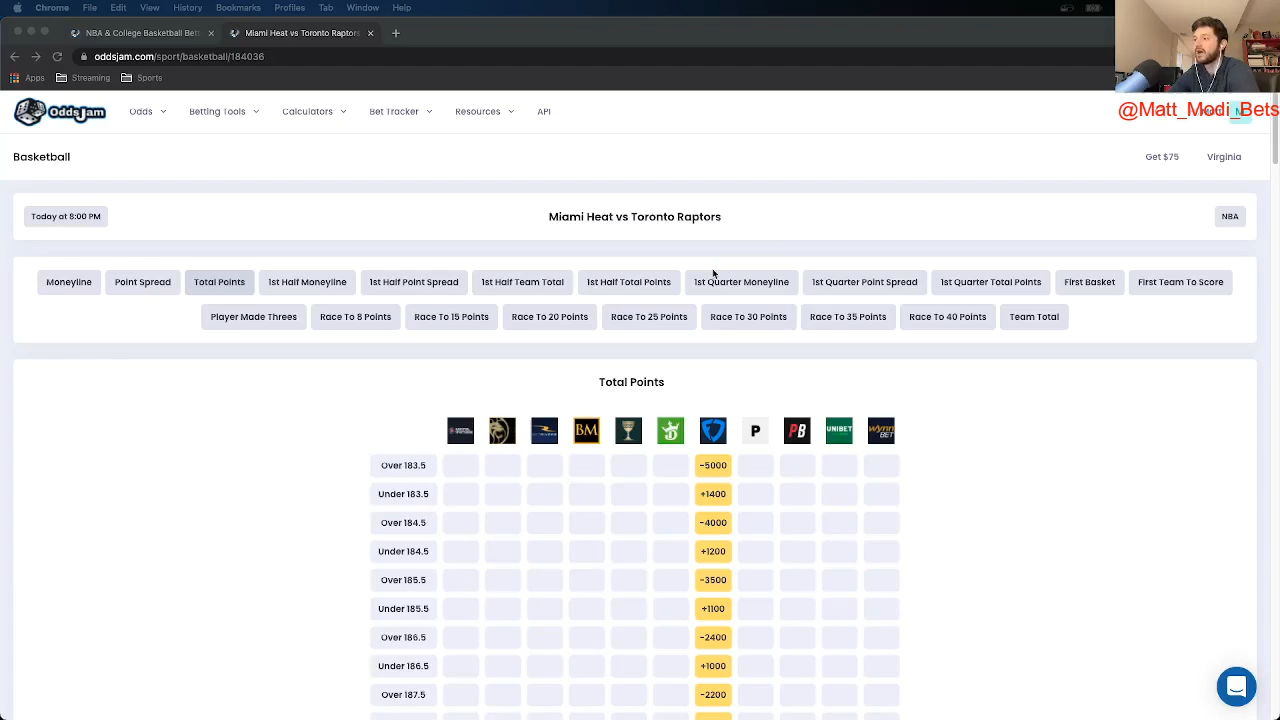 Chrome File Edit View History Bookmarks Profiles Tab Window Help
NBA & College Basketball Bet
Miami Heat vs Toronto Raptors
oddsjam.com/sport/basketball/184036
Apps Streaming Sports
OddsJam Odds Betting Tools Calculators Bet Tracker Resources API
@Matt_Modi_Bets
Basketball Get $75 Virginia
Today at 8:00 PM Miami Heat vs Toronto Raptors NBA
Moneyline Point Spread Total Points 1st Half Moneyline 1st Half Point Spread 1st Half Team Total 1st Half Total Points 1st Quarter Moneyline 1st Quarter Point Spread 1st Quarter Total Points First Basket First Team To Score
Player Made Threes Race To 8 Points Race To 15 Points Race To 20 Points Race To 25 Points Race To 30 Points Race To 35 Points Race To 40 Points Team Total
Total Points
BM P PB UNIBET WYNN BET
Over 183.5 -5000
Under 183.5 +1400
Over 184.5 -4000
Under 184.5 +1200
Over 185.5 -3500
Under 185.5 +1100
Over 186.5 -2400
Under 186.5 +1000
Over 187.5 -2200